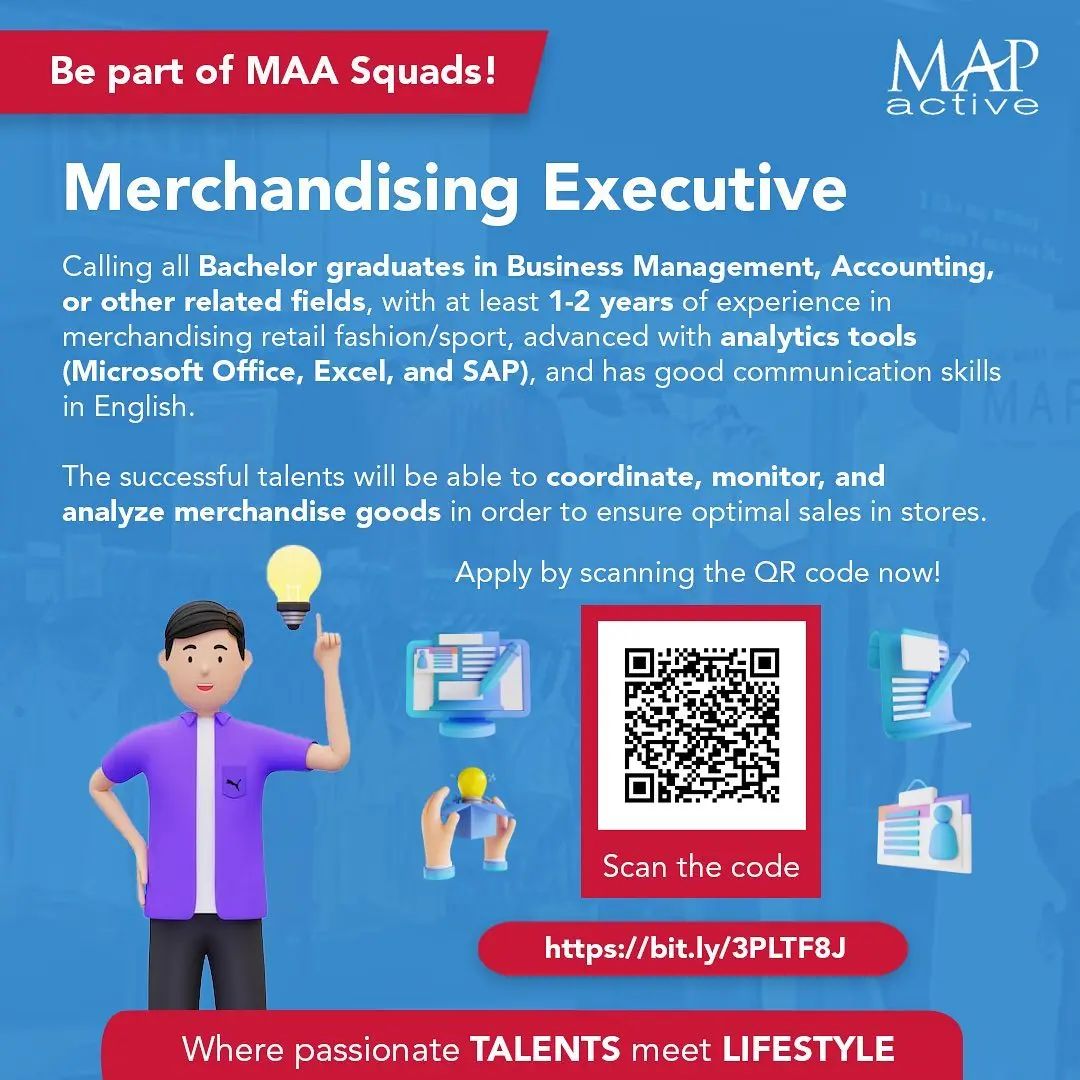 Be part of MAA Squads!
MAP
active
Merchandising Executive
Calling all Bachelor graduates in Business Management, Accounting,
or other related fields, with at least 1-2 years of experience in
merchandising retail fashion/sport, advanced with analytics tools
(Microsoft Office, Excel, and SAP), and has good communication skills
in English.
The successful talents will be able to coordinate, monitor, and
analyze merchandise goods in order to ensure optimal sales in stores.
Apply by scanning the QR code now!
Scan the code
https://bit.ly/3PLTF8J
Where passionate TALENTS meet LIFESTYLE